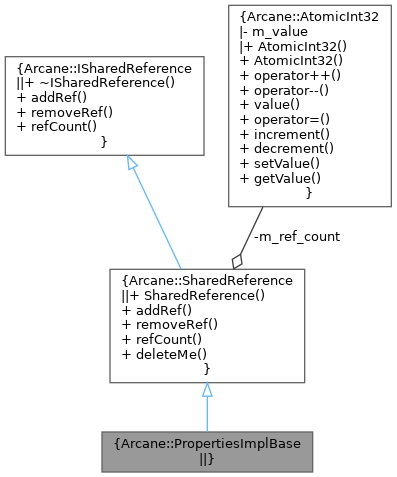 {Arcane::AtomicInt32
|- m_value
|+ AtomicInt32()
+ AtomicInt32()
+ operator++()
+ operator--()
+ value()
+ operator=()
+ increment()
+ decrement()
+ setValue()
+ getValue()
}
{Arcane::ISharedReference
||+ ~ISharedReference()
+ addRef()
+ removeRef()
+ refCount()
}
-m_ref_count
{Arcane::SharedReference
||+ SharedReference()
+ addRef()
+ removeRef()
+ refCount()
+ deleteMe()
}
{Arcane::PropertiesImplBase
||}